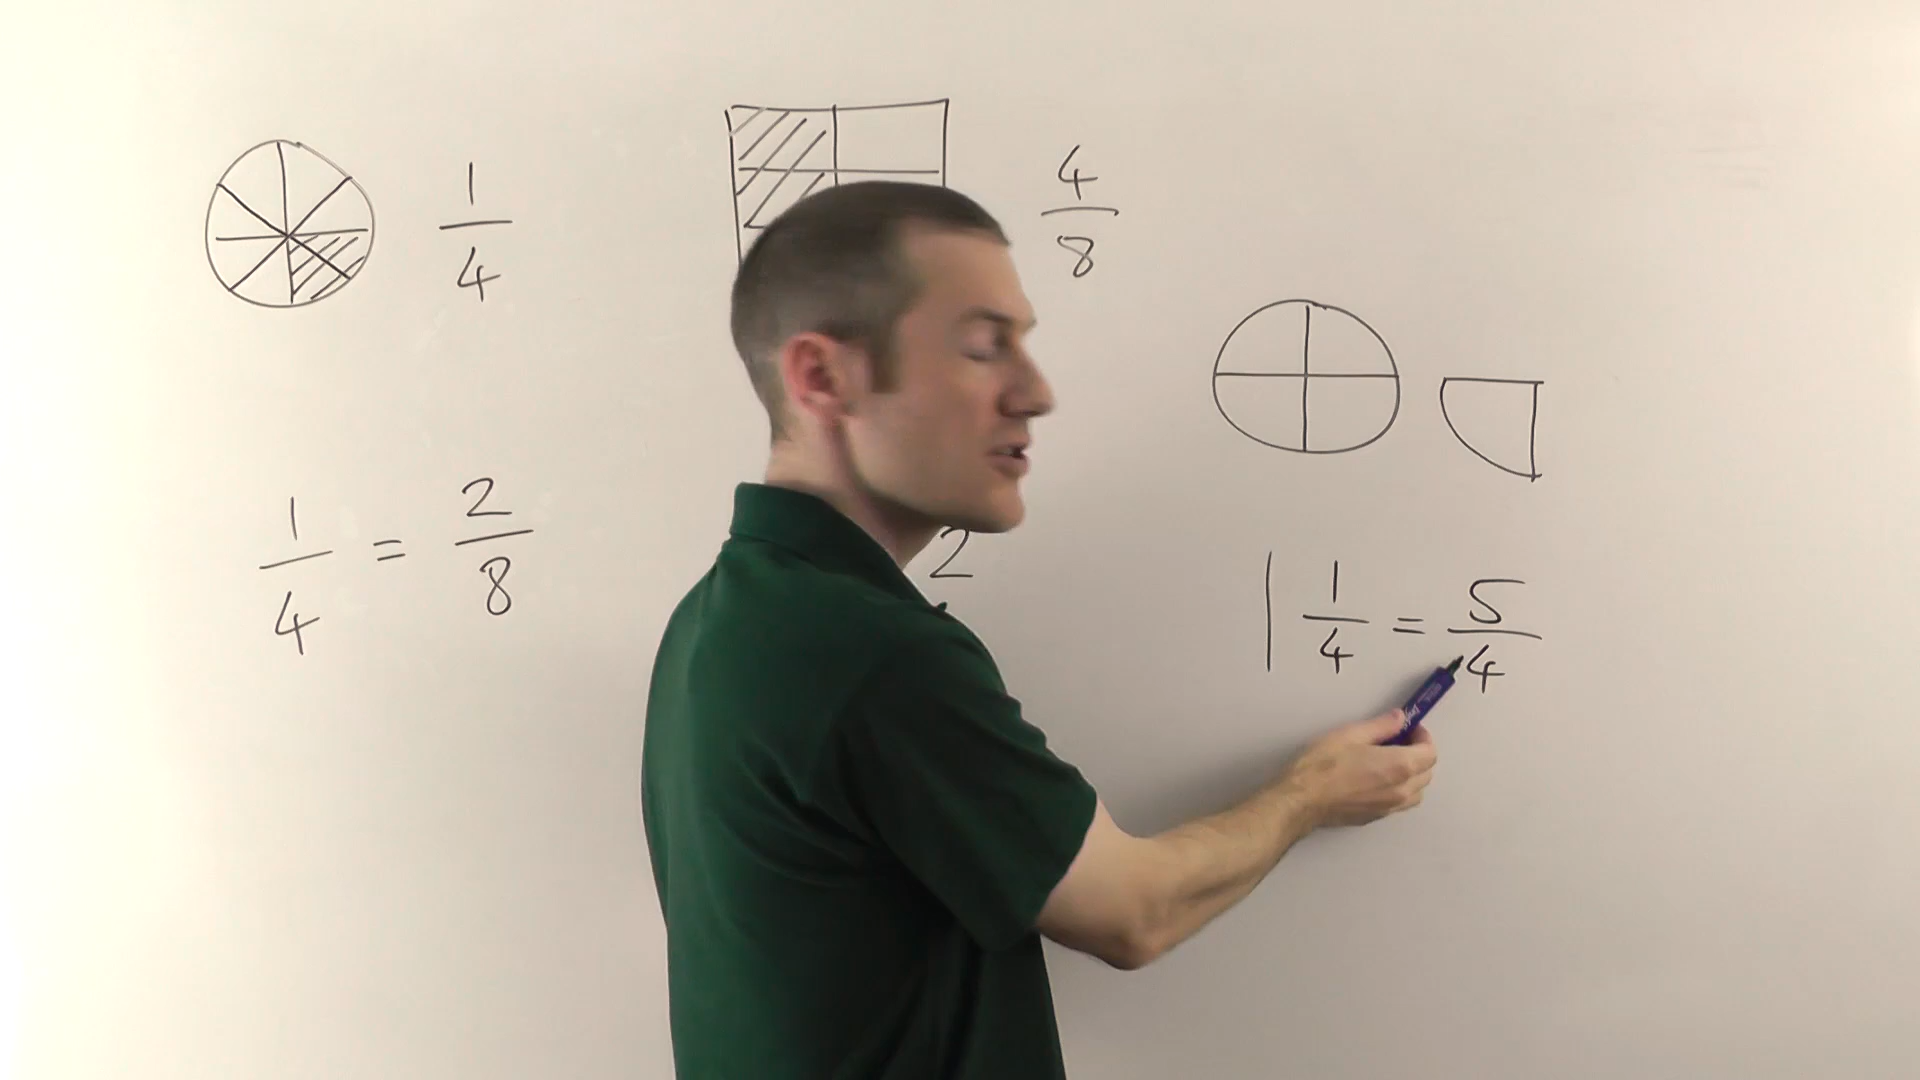 1/4
4/8
1/4 = 2/8
2
1 1/4 = 5/4